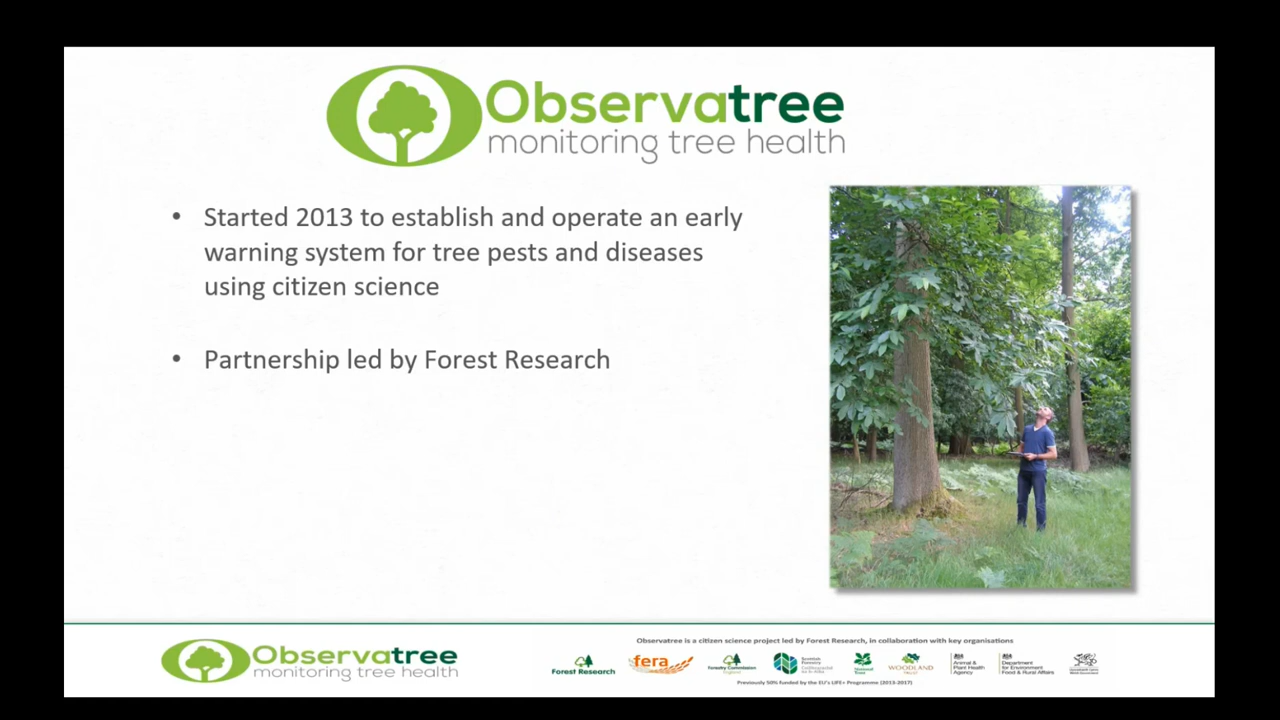 Observatree
monitoring tree health
• Started 2013 to establish and operate an early
warning system for tree pests and diseases
using citizen science
• Partnership led by Forest Research
Observatree
monitoring tree health
Observatree is a citizen science project led by Forest Research, in collaboration with key organisations
Forest Research
fera
Forestry Commission
England
Scottish
Forestry
National
Trust
WOODLAND
TRUST
Animal &
Plant Health
Agency
Department
for Environment
Food & Rural Affairs
Previously 50% funded by the EU's LIFE+ Programme (2013-2017)